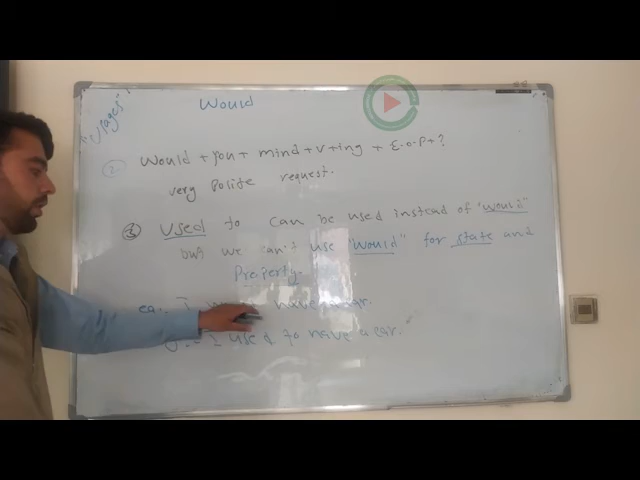 "Usages"
Would
2- Would + you + mind + v + ing + E.O.P + ?
very polite request.
3 Used to can be used instead of "would"
but we can't use "would" for state and
Property.
ex:- I have a car.
I used to have a car.